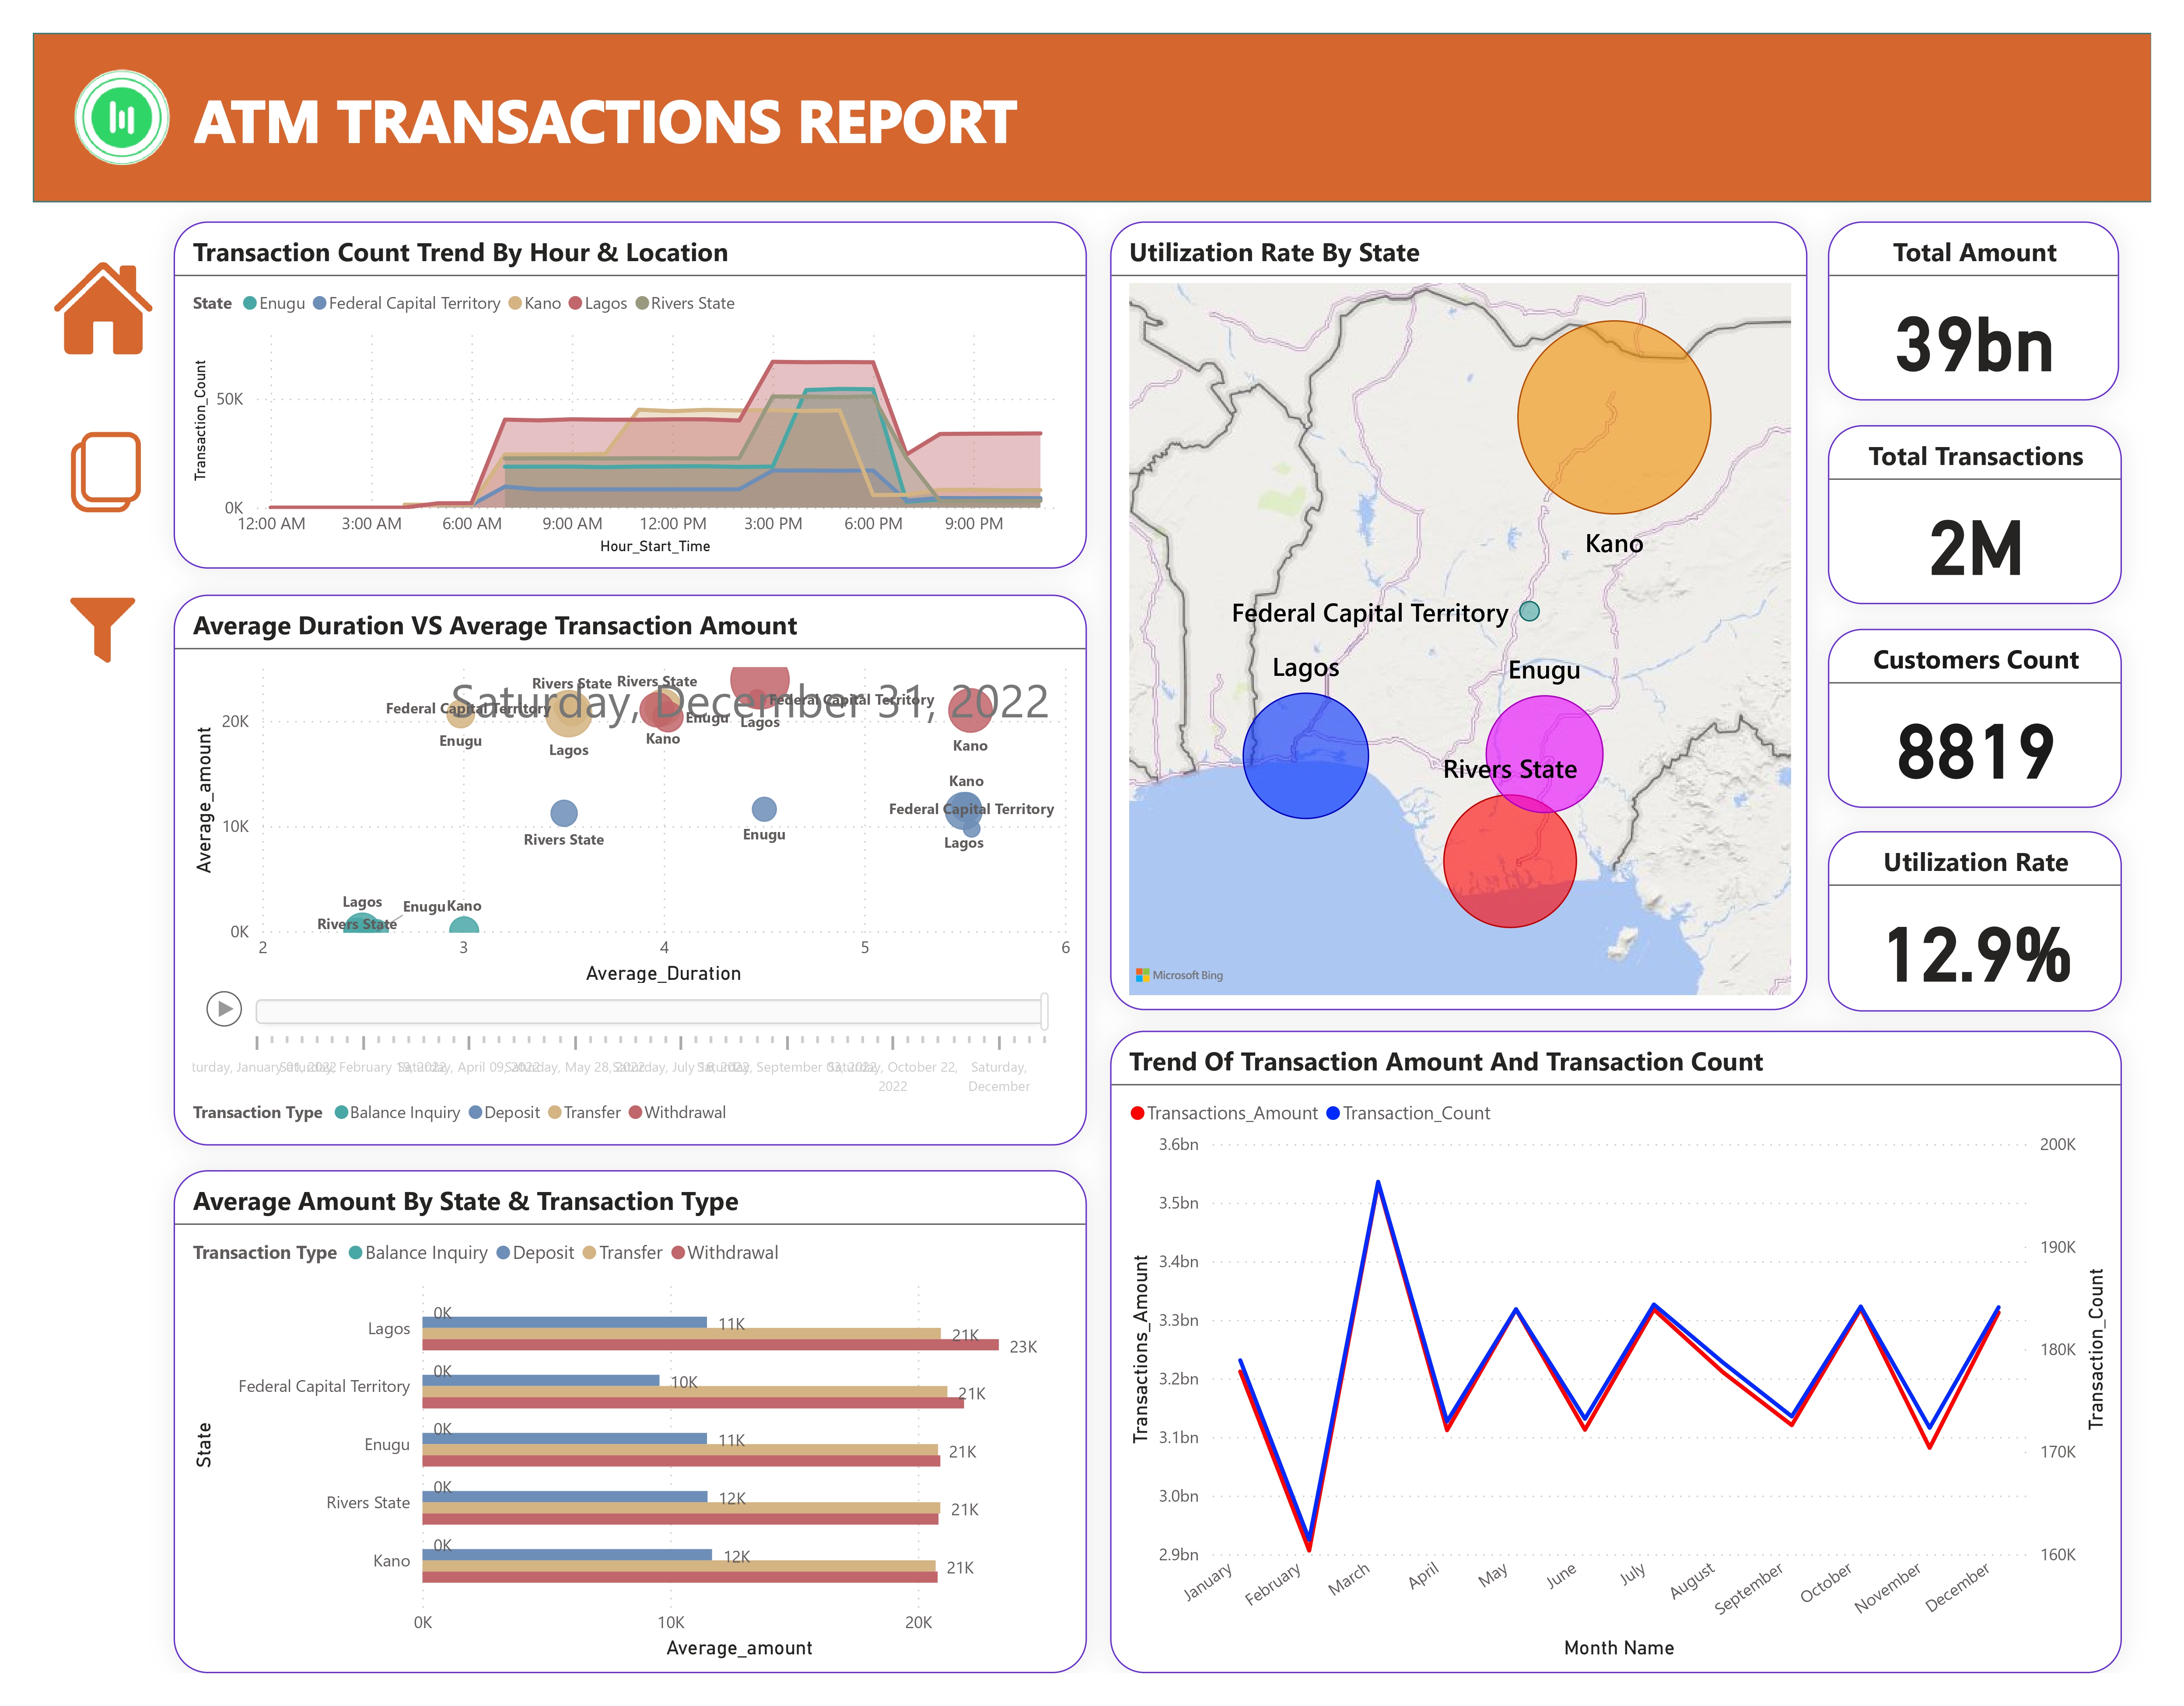 ATM TRANSACTIONS REPORT
Transaction Count Trend By Hour & Location
State Enugu Federal Capital Territory Kano Lagos Rivers State
Transaction_Count
50K
0K
12:00 AM 3:00 AM 6:00 AM 9:00 AM 12:00 PM 3:00 PM 6:00 PM 9:00 PM
Hour_Start_Time
Average Duration VS Average Transaction Amount
Saturday, December 31, 2022
Average_amount
20K
10K
0K
Rivers State Rivers State
Federal Capital Territory Federal Capital Territory
Enugu Lagos
Enugu Lagos Kano Kano
Kano
Federal Capital Territory
Rivers State Enugu Lagos
Lagos Enugu Kano
Rivers State
2 3 4 5 6
Average_Duration
turday, January 01, 2022 Saturday, February 19, 2022 Saturday, April 09, 2022 Saturday, May 28, 2022 Saturday, July 16, 2022 Saturday, September 03, 2022 Saturday, October 22, Saturday,
2022 December
Transaction Type Balance Inquiry Deposit Transfer Withdrawal
Average Amount By State & Transaction Type
Transaction Type Balance Inquiry Deposit Transfer Withdrawal
State
Lagos 0K 11K 21K 23K
Federal Capital Territory 0K 10K 21K
Enugu 0K 11K 21K
Rivers State 0K 12K 21K
Kano 0K 12K 21K
0K 10K 20K
Average_amount
Utilization Rate By State
Kano
Federal Capital Territory
Lagos
Enugu
Rivers State
Microsoft Bing
Total Amount
39bn
Total Transactions
2M
Customers Count
8819
Utilization Rate
12.9%
Trend Of Transaction Amount And Transaction Count
Transactions_Amount Transaction_Count
Transactions_Amount
3.6bn
3.5bn
3.4bn
3.3bn
3.2bn
3.1bn
3.0bn
2.9bn
200K
190K
180K
170K
160K
Transaction_Count
January February March April May June July August September October November December
Month Name